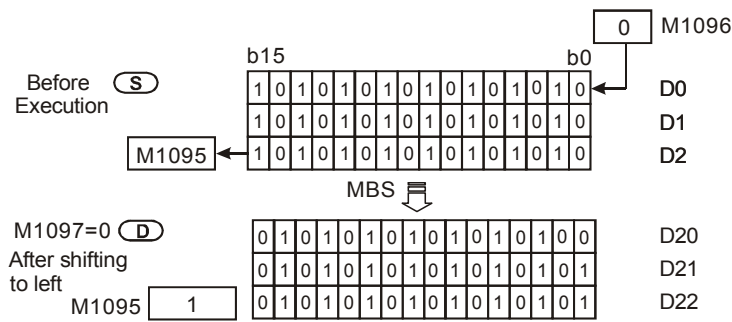 0 M1096
b15 b0
Before S
Execution
1 0 1 0 1 0 1 0 1 0 1 0 1 0 1 0 D0
1 0 1 0 1 0 1 0 1 0 1 0 1 0 1 0 D1
M1095 1 0 1 0 1 0 1 0 1 0 1 0 1 0 1 0 D2
MBS
M1097=0 D
After shifting
to left
0 1 0 1 0 1 0 1 0 1 0 1 0 1 0 0 D20
0 1 0 1 0 1 0 1 0 1 0 1 0 1 0 1 D21
M1095 1 0 1 0 1 0 1 0 1 0 1 0 1 0 1 0 1 D22